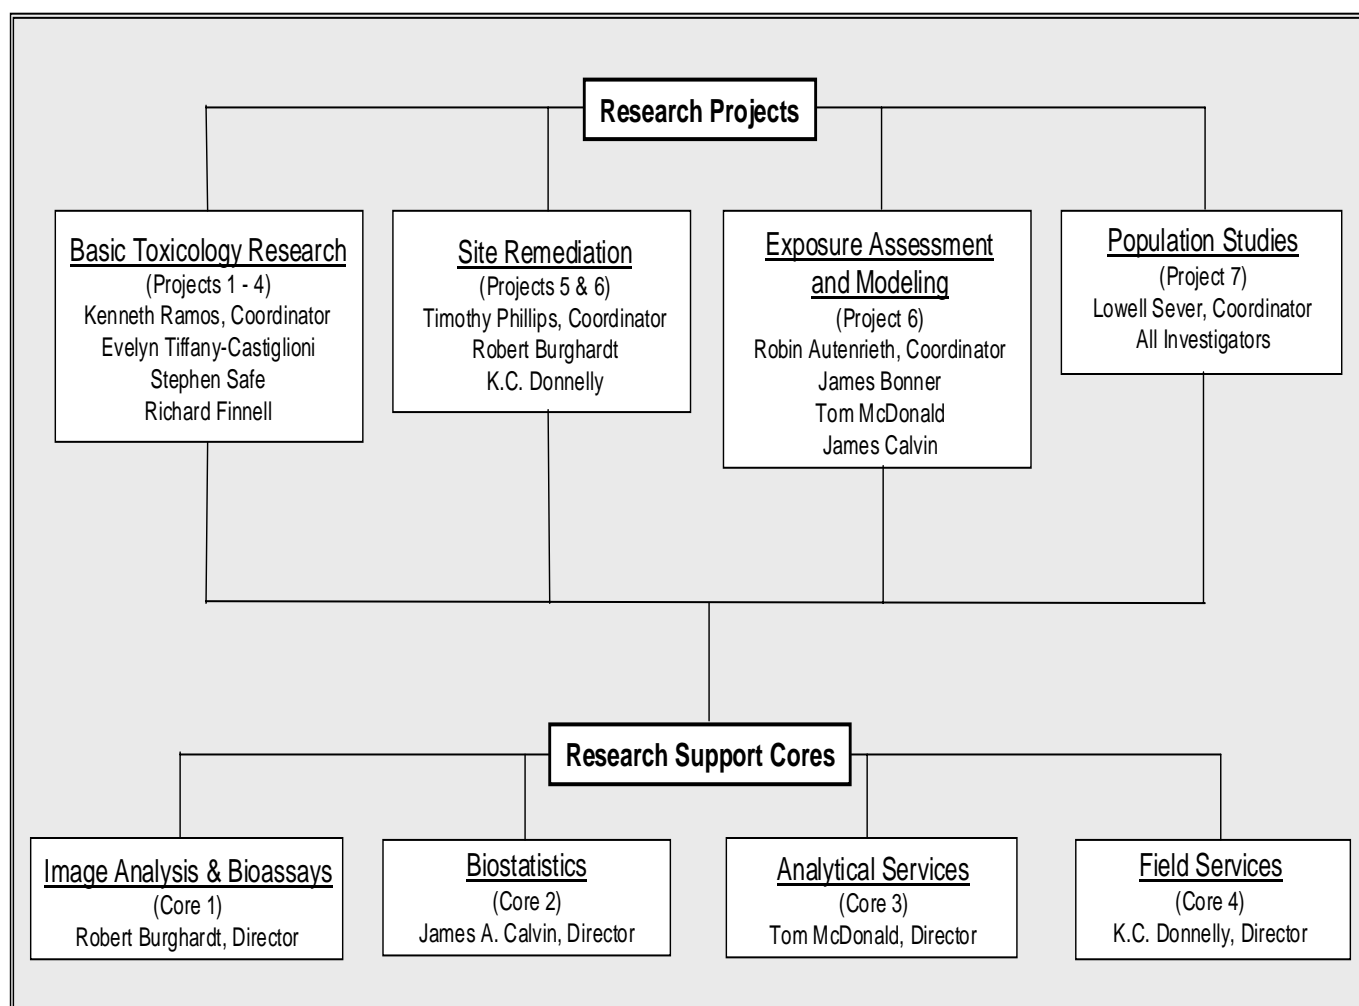 Research Projects
Basic Toxicology Research
(Projects 1 - 4)
Kenneth Ramos, Coordinator
Evelyn Tiffany-Castiglioni
Stephen Safe
Richard Finnell
Site Remediation
(Projects 5 & 6)
Timothy Phillips, Coordinator
Robert Burghardt
K.C. Donnelly
Exposure Assessment
and Modeling
(Project 6)
Robin Autenrieth, Coordinator
James Bonner
Tom McDonald
James Calvin
Population Studies
(Project 7)
Lowell Sever, Coordinator
All Investigators
Research Support Cores
Image Analysis & Bioassays
(Core 1)
Robert Burghardt, Director
Biostatistics
(Core 2)
James A. Calvin, Director
Analytical Services
(Core 3)
Tom McDonald, Director
Field Services
(Core 4)
K.C. Donnelly, Director